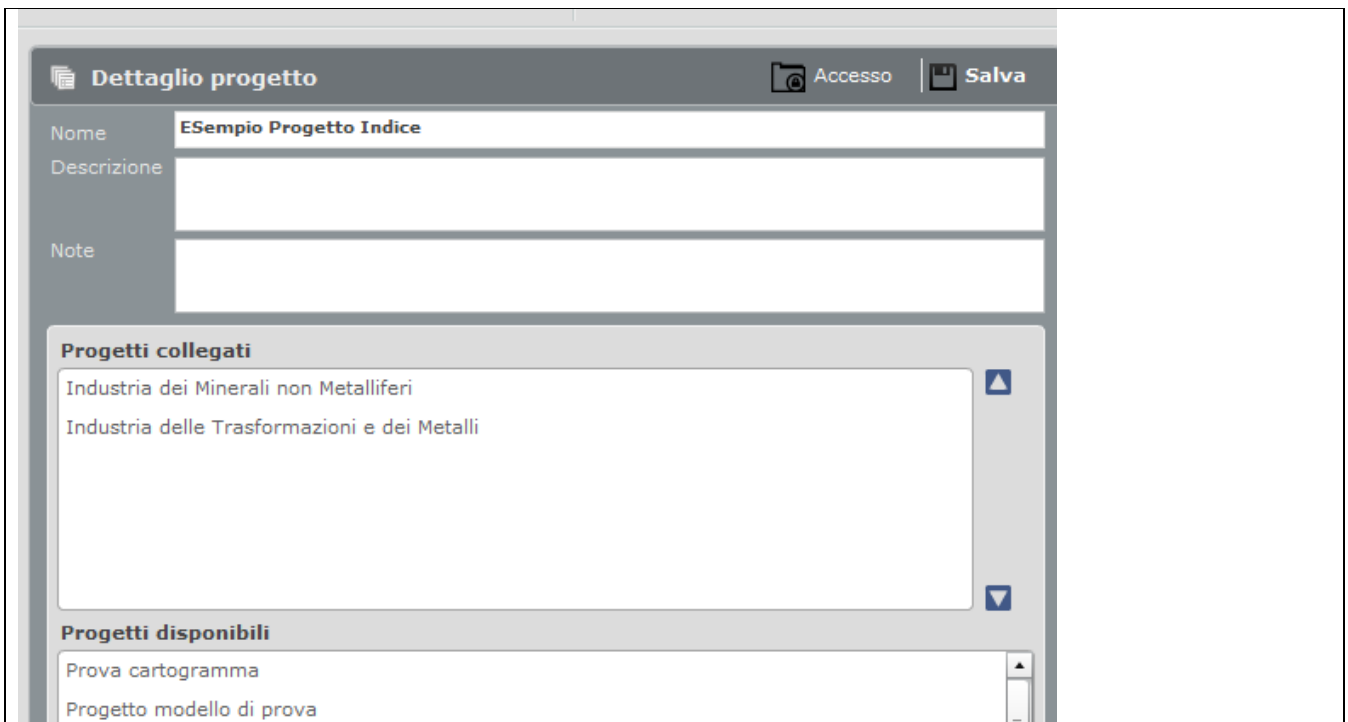 Dettaglio progetto Accesso Salva
Nome ESempio Progetto Indice
Descrizione
Note
Progetti collegati
Industria dei Minerali non Metalliferi
Industria delle Trasformazioni e dei Metalli
Progetti disponibili
Prova cartogramma
Progetto modello di prova